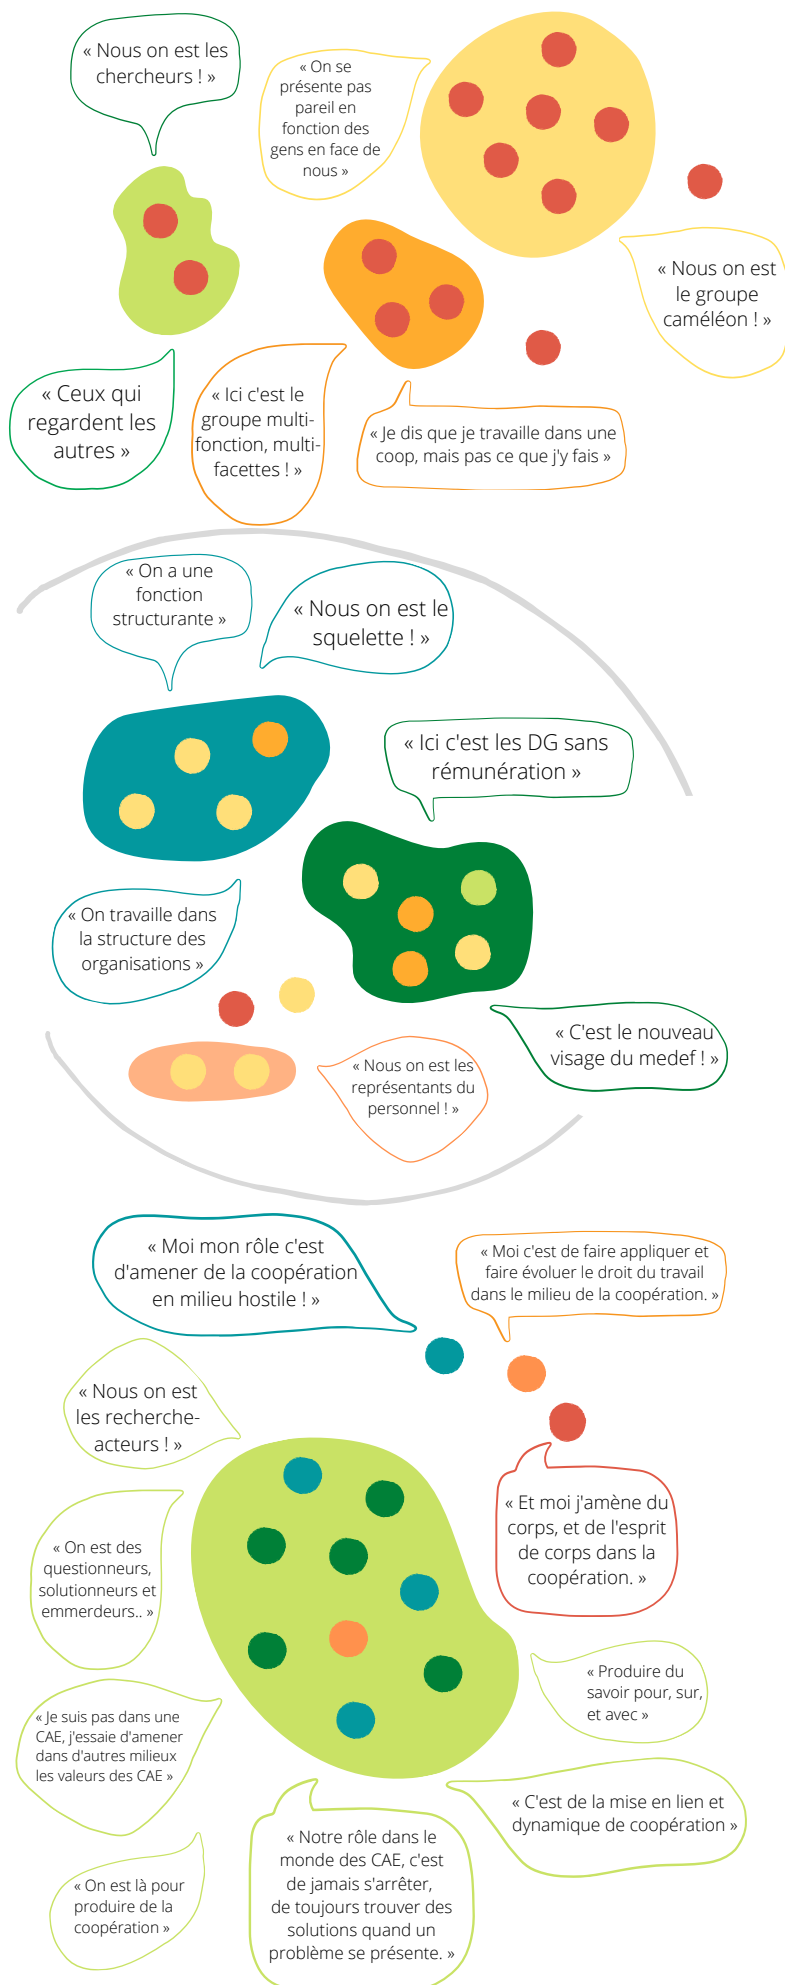 « Nous on est les
chercheurs ! »
« On se
présente pas
pareil en
fonction des
gens en face de
nous »
« Nous on est
le groupe
caméléon ! »
« Ceux qui
regardent les
autres »
« Ici c'est le
groupe multi-
fonction, multi-
facettes ! »
« Je dis que je travaille dans une
coop, mais pas ce que j'y fais »
« On a une
fonction
structurante »
« Nous on est le
squelette ! »
« Ici c'est les DG sans
rémunération »
« On travaille dans
la structure des
organisations »
« C'est le nouveau
visage du medef ! »
« Nous on est les
représentants du
personnel ! »
« Moi mon rôle c'est
d'amener de la coopération
en milieu hostile ! »
« Moi c'est de faire appliquer et
faire évoluer le droit du travail
dans le milieu de la coopération. »
« Nous on est
les recherche-
acteurs ! »
« Et moi j'amène du
corps, et de l'esprit
de corps dans la
coopération. »
« On est des
questionneurs,
solutionneurs et
emmerdeurs.. »
« Produire du
savoir pour, sur,
et avec »
« Je suis pas dans une
CAE, j'essaie d'amener
dans d'autres milieux
les valeurs des CAE »
« C'est de la mise en lien et
dynamique de coopération »
« Notre rôle dans le
monde des CAE, c'est
de jamais s'arrêter,
de toujours trouver des
solutions quand un
problème se présente. »
« On est là pour
produire de la
coopération »